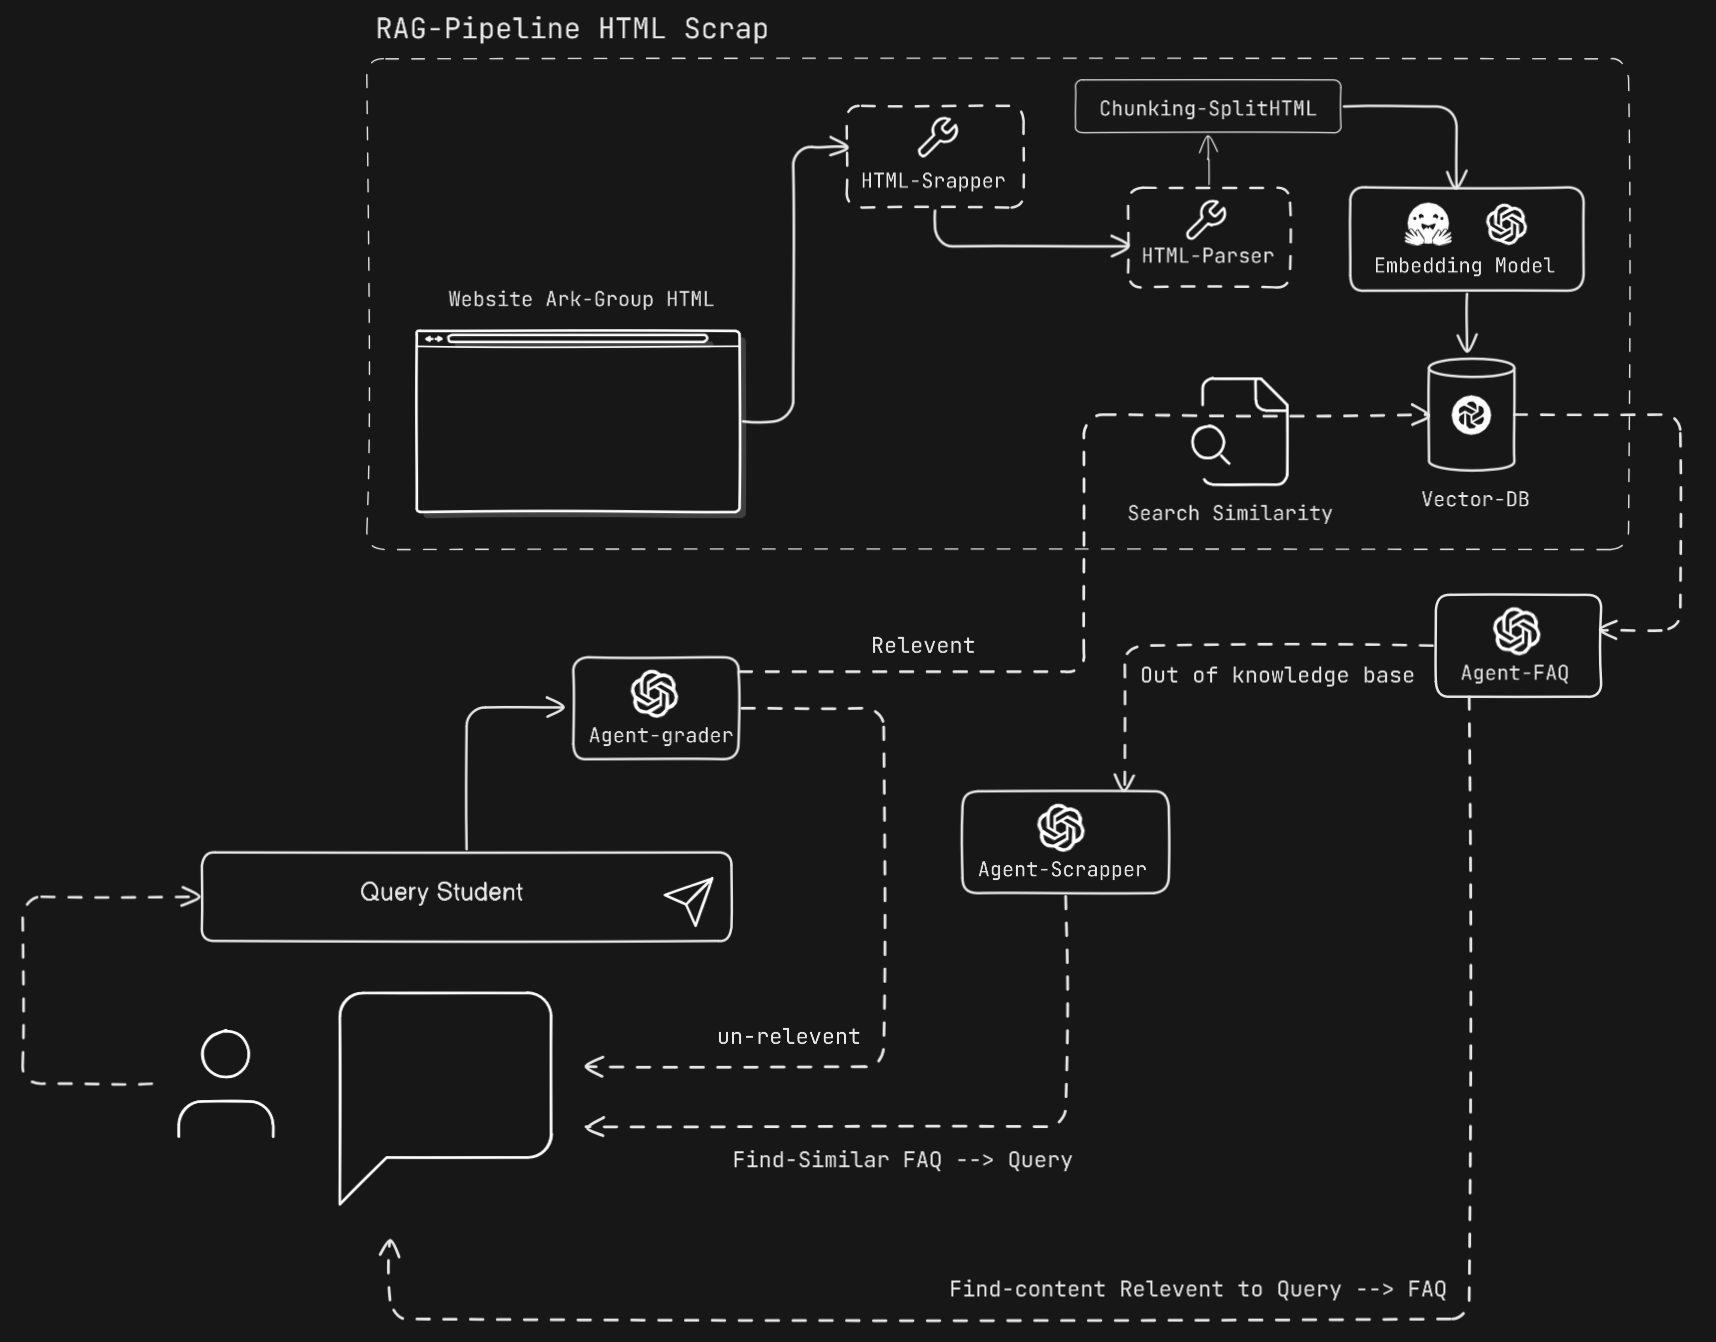 RAG-Pipeline HTML Scrap
Chunking-SplitHTML
HTML-Srapper
HTML-Parser
Embedding Model
Website Ark-Group HTML
Search Similarity
Vector-DB
Relevent
Agent-grader
Out of knowledge base
Agent-FAQ
Agent-Scrapper
Query Student
un-relevent
Find-Similar FAQ --> Query
Find-content Relevent to Query --> FAQ